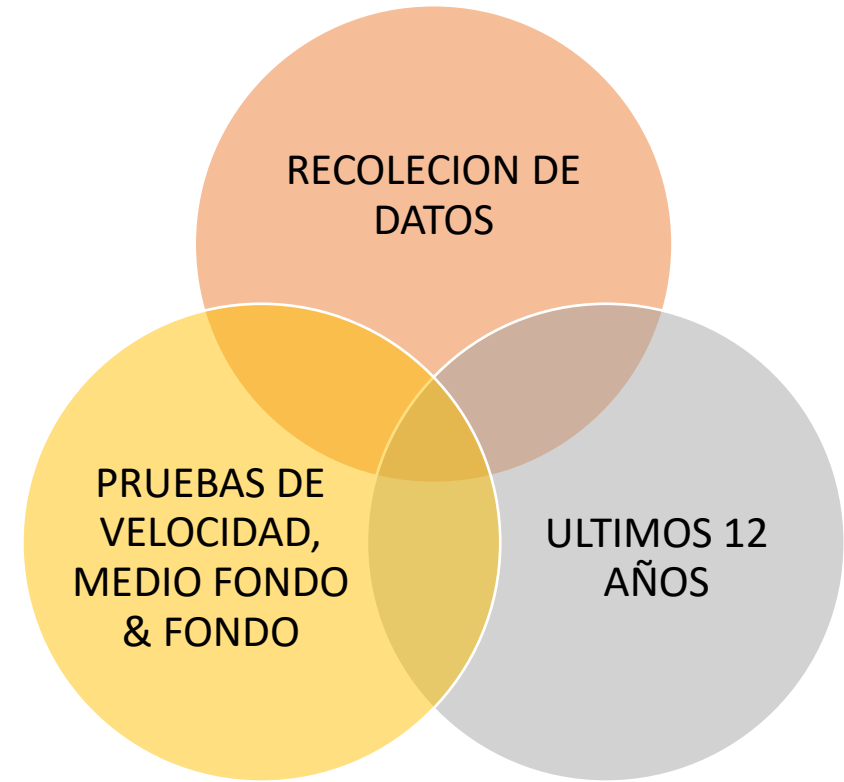 RECOLECION DE
DATOS
PRUEBAS DE
VELOCIDAD,
MEDIO FONDO
& FONDO
ULTIMOS 12
AÑOS